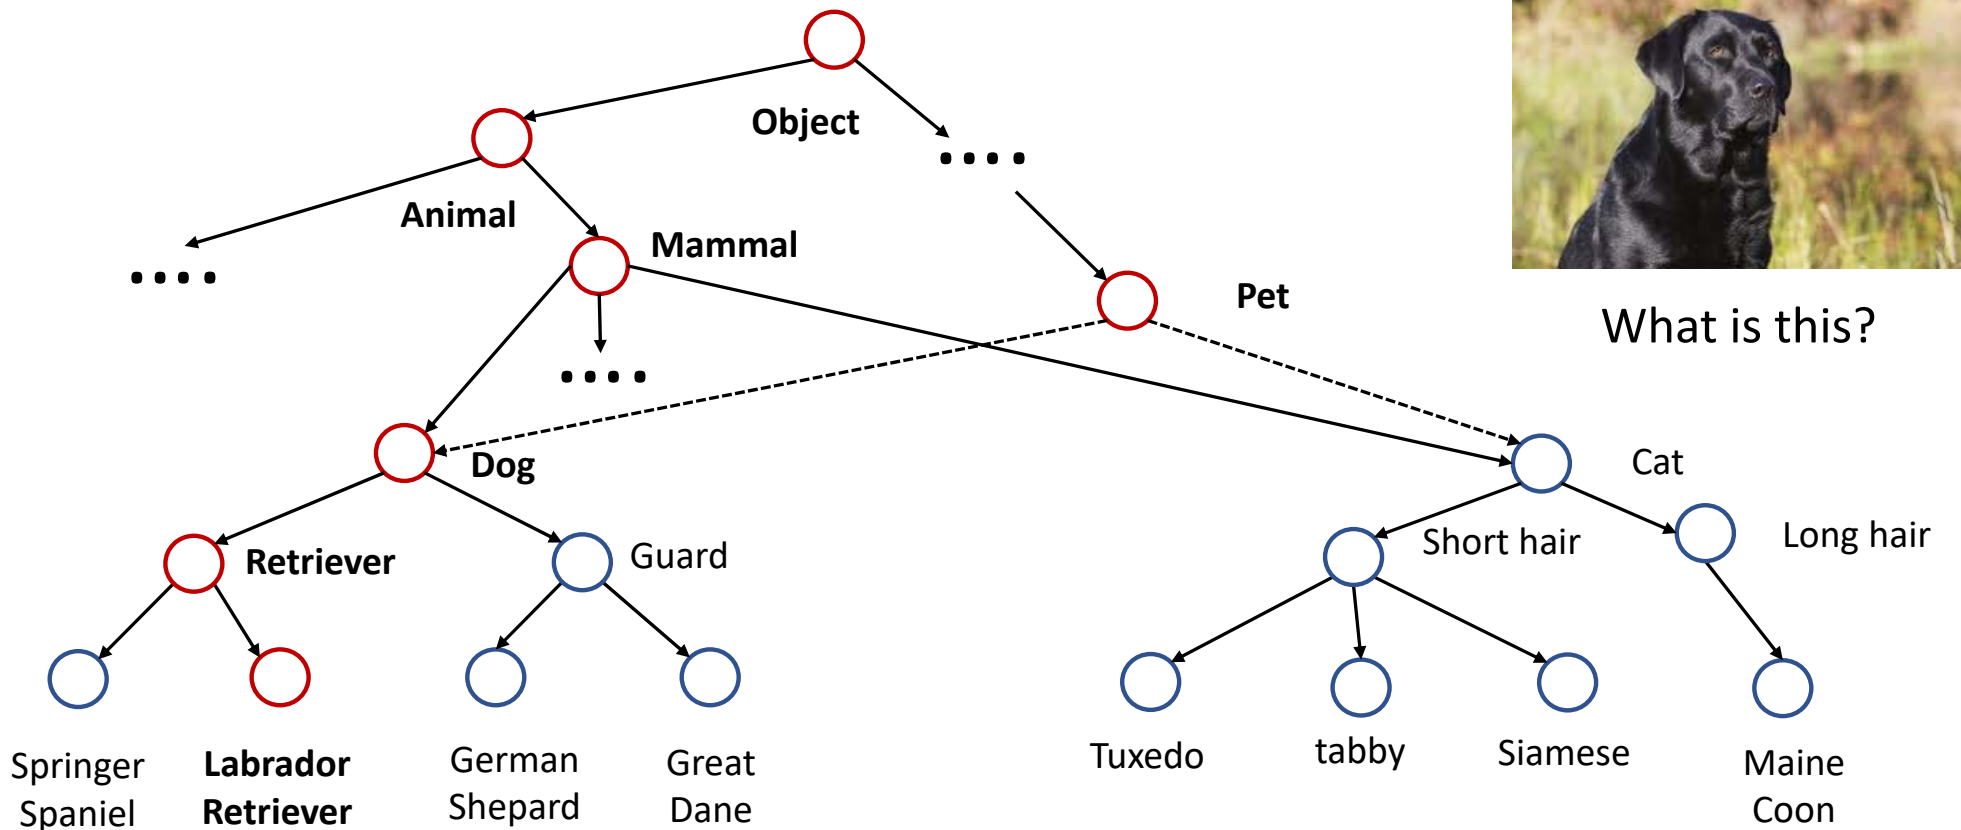 Object
Animal
Mammal
Pet
What is this?
Dog
Cat
Retriever
Guard
Short hair
Long hair
Springer
Spaniel
Labrador
Retriever
German
Shepard
Great
Dane
Tuxedo
tabby
Siamese
Maine
Coon